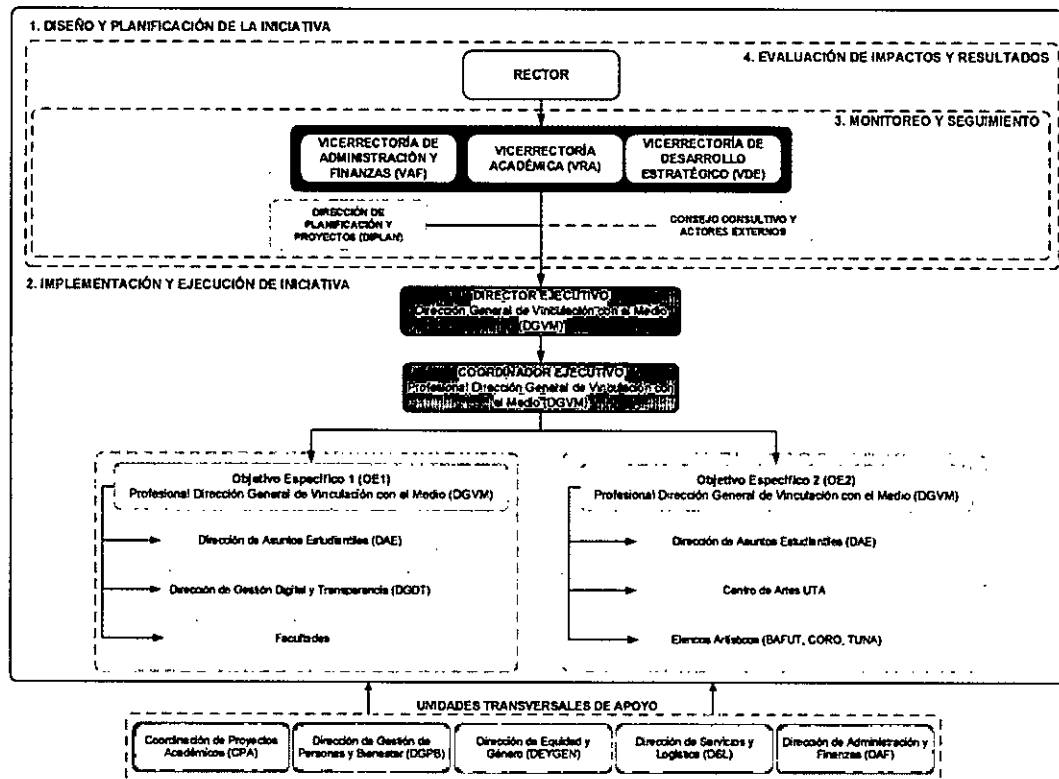 1. DISEÑO Y PLANIFICACIÓN DE LA INICIATIVA
4. EVALUACIÓN DE IMPACTOS Y RESULTADOS
RECTOR
3. MONITOREO Y SEGUIMIENTO
VICERRECTORÍA DE
ADMINISTRACIÓN Y
FINANZAS (VAF)
VICERRECTORÍA
ACADÉMICA (VRA)
VICERRECTORÍA DE
DESARROLLO
ESTRATÉGICO (VDE)
DIRECCIÓN DE
PLANIFICACIÓN Y
PROYECTOS (DIPLAN)
CONSEJO CONSULTIVO Y
ACTORES EXTERNOS
2. IMPLEMENTACIÓN Y EJECUCIÓN DE INICIATIVA
DIRECTOR EJECUTIVO
Dirección General de Vinculación con el Medio
(DGVM)
COORDINADOR EJECUTIVO
Profesional Dirección General de Vinculación con
el Medio (DGVM)
Objetivo Específico 1 (OE1)
Profesional Dirección General de Vinculación con el Medio (DGVM)
Dirección de Asuntos Estudiantiles (DAE)
Dirección de Gestión Digital y Transparencia (DGDT)
Facultades
Objetivo Específico 2 (OE2)
Profesional Dirección General de Vinculación con el Medio (DGVM)
Dirección de Asuntos Estudiantiles (DAE)
Centro de Artes UTA
Elencos Artísticos (BAFUT, CORO, TUNA)
UNIDADES TRANSVERSALES DE APOYO
Coordinación de Proyectos
Académicos (CPA)
Dirección de Gestión de
Personas y Bienestar (DGPB)
Dirección de Equidad y
Género (DEYGEN)
Dirección de Servicios y
Logística (DSL)
Dirección de Administración y
Finanzas (DAF)